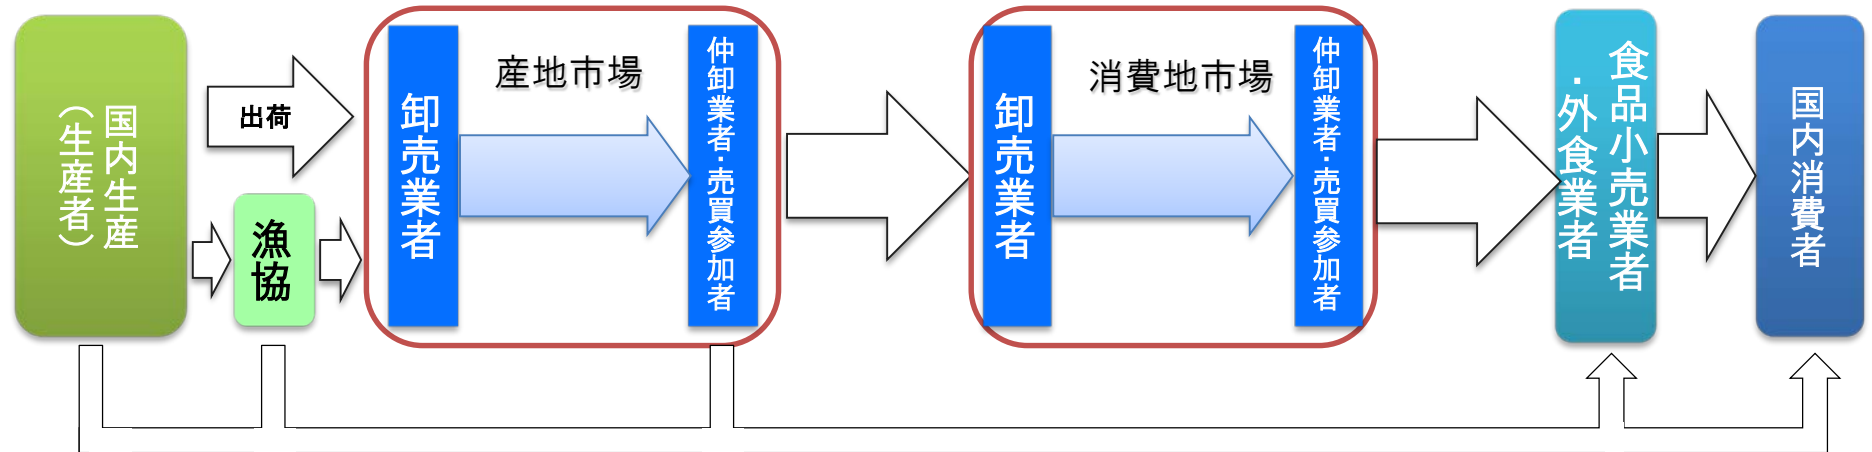 国内生産
（生産者）
出荷
漁協
卸売業者
産地市場
仲卸業者・売買参加者
卸売業者
消費地市場
仲卸業者・売買参加者
食品小売業者
・外食業者
国内消費者